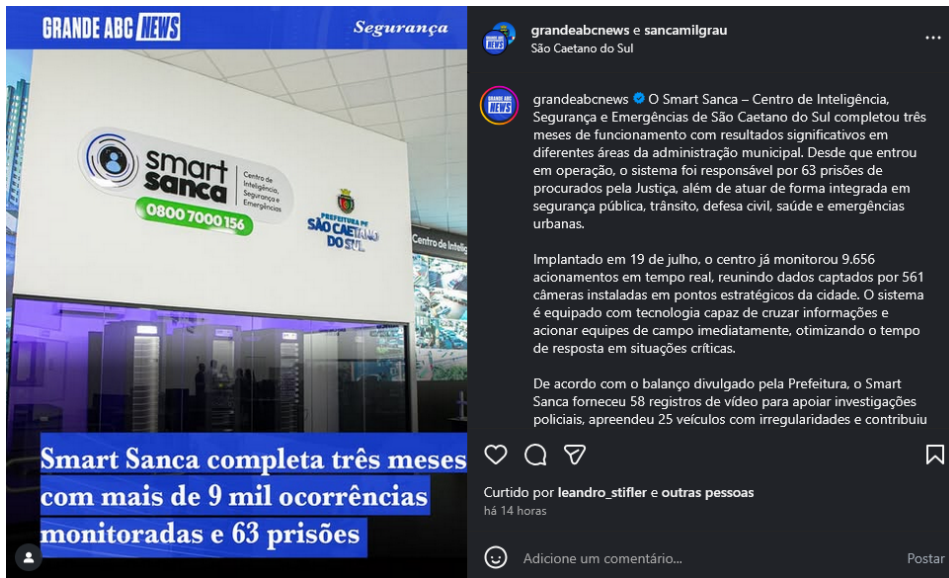 GRANDE ABC NEWS
Segurança
smart
sanca
Centro de
Inteligência,
Segurança e
Emergências
0800 7000 156
PREFEITURA DE
SÃO CAETANO
DO SUL
Centro de Intelig
Smart Sanca completa três meses
com mais de 9 mil ocorrências
monitoradas e 63 prisões
grandeabcnews e sancamilgrau
São Caetano do Sul
grandeabcnews O Smart Sanca – Centro de Inteligência,
Segurança e Emergências de São Caetano do Sul completou três
meses de funcionamento com resultados significativos em
diferentes áreas da administração municipal. Desde que entrou
em operação, o sistema foi responsável por 63 prisões de
procurados pela Justiça, além de atuar de forma integrada em
segurança pública, trânsito, defesa civil, saúde e emergências
urbanas.
Implantado em 19 de julho, o centro já monitorou 9.656
acionamentos em tempo real, reunindo dados captados por 561
câmeras instaladas em pontos estratégicos da cidade. O sistema
é equipado com tecnologia capaz de cruzar informações e
acionar equipes de campo imediatamente, otimizando o tempo
de resposta em situações críticas.
De acordo com o balanço divulgado pela Prefeitura, o Smart
Sanca forneceu 58 registros de vídeo para apoiar investigações
policiais, apreendeu 25 veículos com irregularidades e contribuiu
Curtido por leandro_stifler e outras pessoas
há 14 horas
Adicione um comentário...
Postar